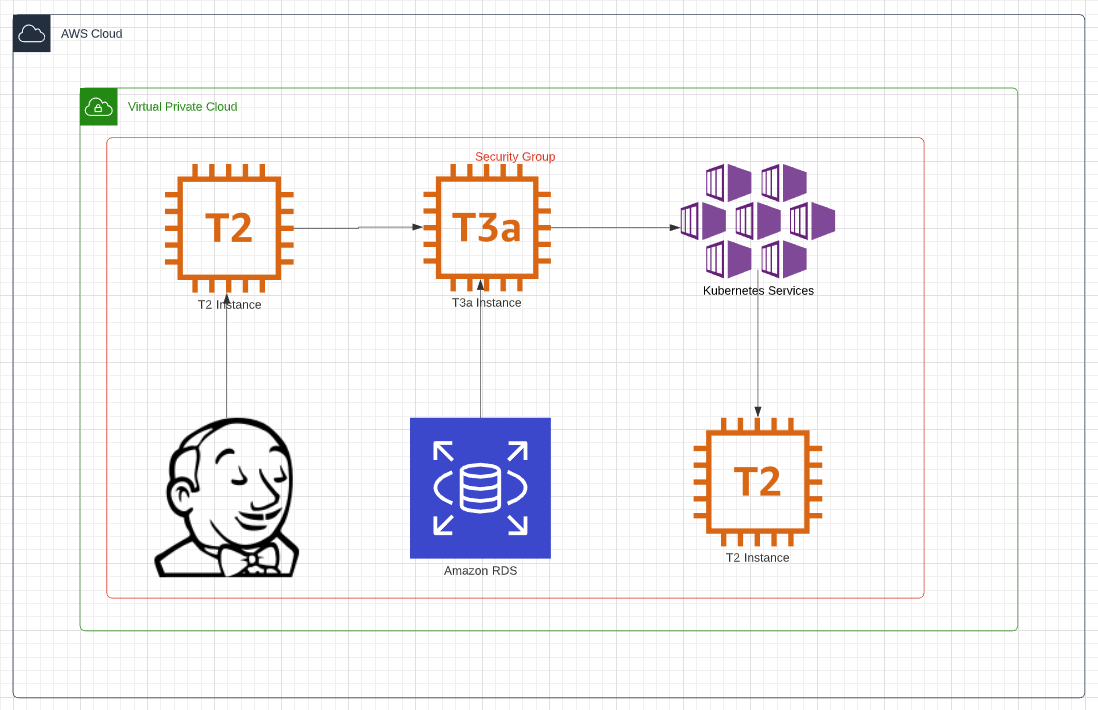 AWS Cloud
Virtual Private Cloud
Security Group
T2
T3a
T2 Instance
T3a Instance
Kubernetes Services
T2
Amazon RDS
T2 Instance